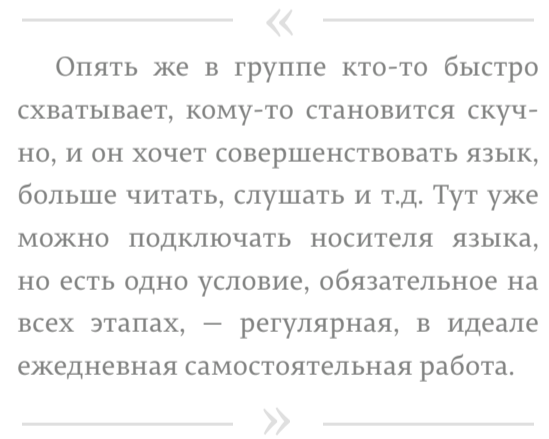 «
Опять же в группе кто-то быстро
схватывает, кому-то становится скуч-
но, и он хочет совершенствовать язык,
больше читать, слушать и т.д. Тут уже
можно подключать носителя языка,
но есть одно условие, обязательное на
всех этапах, — регулярная, в идеале
ежедневная самостоятельная работа.
»